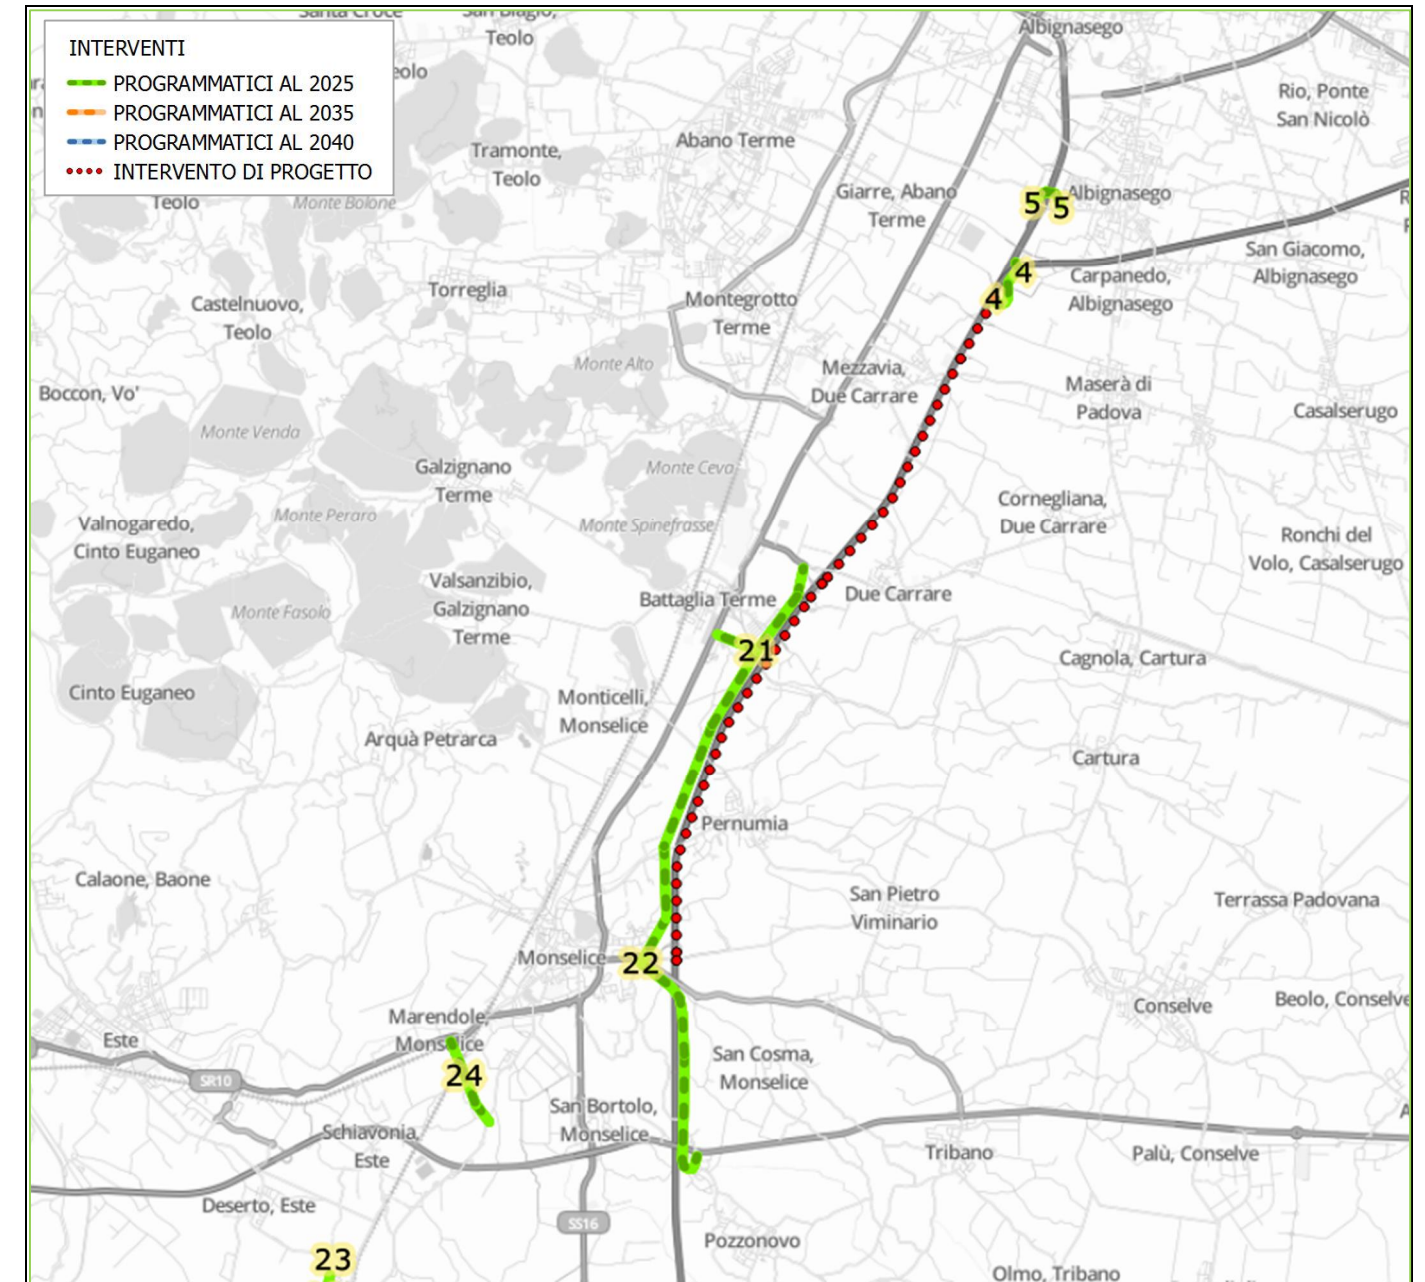 Santa Croce
San Biagio,
Teolo
Albignasego
INTERVENTI
PROGRAMMATICI AL 2025
PROGRAMMATICI AL 2035
PROGRAMMATICI AL 2040
INTERVENTO DI PROGETTO
Rio, Ponte
San Nicolò
Abano Terme
Tramonte,
Teolo
Teolo
Monte Bolone
Giarre, Abano
Terme
Albignasego
5
5
San Giacomo,
Albignasego
4
4
Carpanedo,
Albignasego
Torreglia
Castelnuovo,
Teolo
Montegrotto
Terme
Monte Alto
Mezzavia,
Due Carrare
Maserà di
Padova
Casalserugo
Boccon, Vo'
Monte Venda
Galzignano
Terme
Monte Ceva
Cornegliana,
Due Carrare
Monte Peraro
Monte Spinefrasse
Valnogaredo,
Cinto Euganeo
Ronchi del
Volo, Casalserugo
Valsanzibio,
Galzignano
Terme
Battaglia Terme
Due Carrare
Monte Fasolo
21
Cagnola, Cartura
Cinto Euganeo
Monticelli,
Monselice
Arquà Petrarca
Cartura
Pernumia
Calaone, Baone
San Pietro
Viminario
Terrassa Padovana
Monselice
22
Conselve
Beolo, Conselve
Marendole,
Monselice
Este
San Cosma,
Monselice
24
SR10
San Bortolo,
Monselice
Schiavonia,
Este
Tribano
Palù, Conselve
Deserto, Este
SS16
Pozzonovo
23
Olmo, Tribano